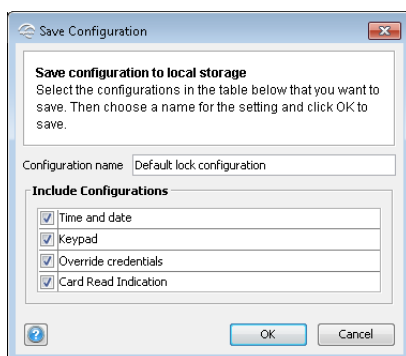 Save Configuration
Save configuration to local storage
Select the configurations in the table below that you want to
save. Then choose a name for the setting and click OK to
save.
Configuration name Default lock configuration
Include Configurations
Time and date
Keypad
Override credentials
Card Read Indication
? OK Cancel